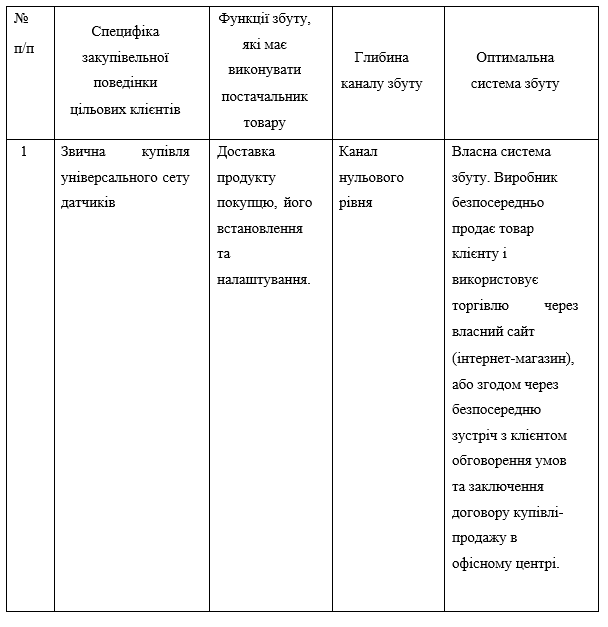 №
п/п
Специфіка
закупівельної
поведінки
цільових клієнтів
Функції збуту,
які має
виконувати
постачальник
товару
Глибина
каналу збуту
Оптимальна
система збуту
1
Звична купівля
універсального сету
датчиків
Доставка
продукту
покупцю, його
встановлення
та
налаштування.
Канал
нульового
рівня
Власна система
збуту. Виробник
безпосередньо
продає товар
клієнту і
використовує
торгівлю через
власний сайт
(інтернет-магазин),
або згодом через
безпосередню
зустріч з клієнтом
обговорення умов
та заключення
договору купівлі-
продажу в
офісному центрі.